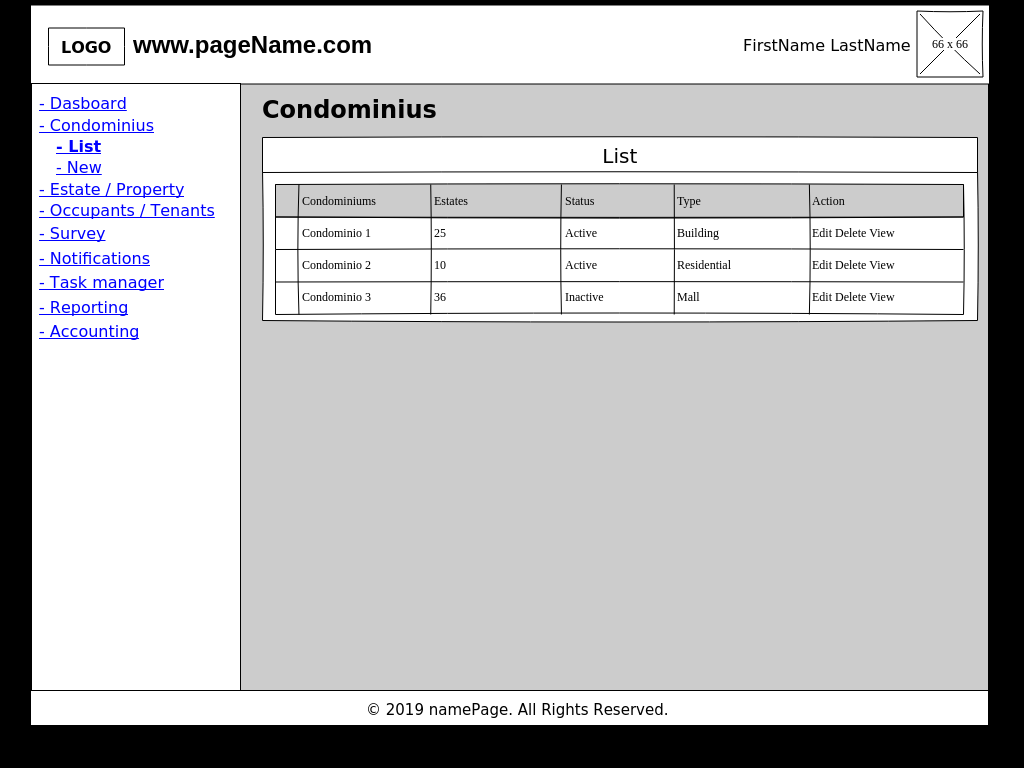 LOGO www.pageName.com FirstName LastName 66 x 66
- Dasboard
- Condominius
- List
- New
- Estate / Property
- Occupants / Tenants
- Survey
- Notifications
- Task manager
- Reporting
- Accounting
Condominius
List
Condominiums Estates Status Type Action
Condominio 1 25 Active Building Edit Delete View
Condominio 2 10 Active Residential Edit Delete View
Condominio 3 36 Inactive Mall Edit Delete View
© 2019 namePage. All Rights Reserved.